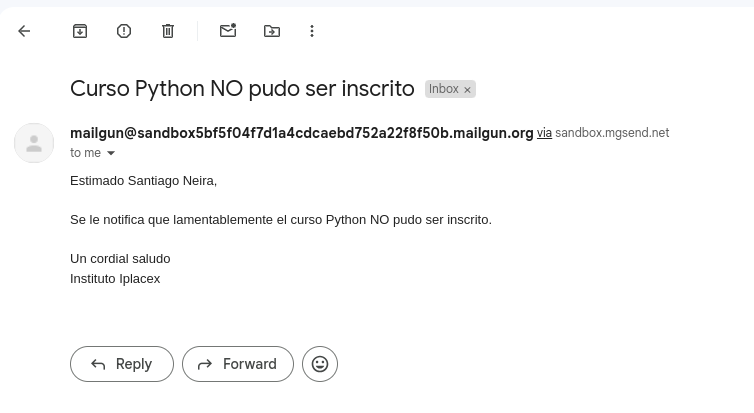 Curso Python NO pudo ser inscrito Inbox ×
mailgun@sandbox5bf5f04f7d1a4cdcaebd752a22f8f50b.mailgun.org via sandbox.mgsend.net
to me
Estimado Santiago Neira,
Se le notifica que lamentablemente el curso Python NO pudo ser inscrito.
Un cordial saludo
Instituto Iplacex
Reply Forward